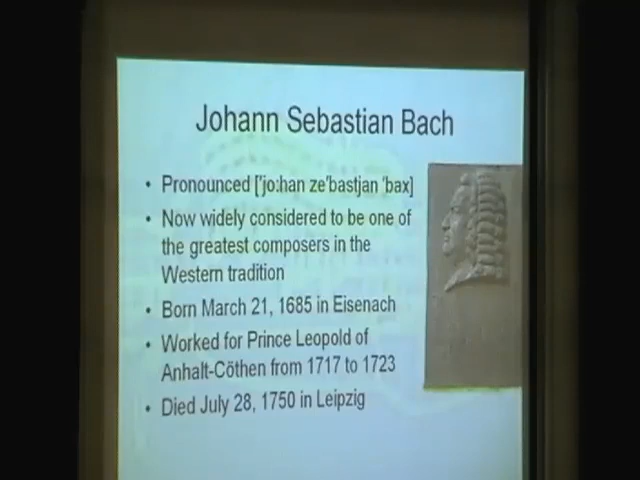 Johann Sebastian Bach
• Pronounced ['jo:han ze'bastjan 'bax]
• Now widely considered to be one of
the greatest composers in the
Western tradition
• Born March 21, 1685 in Eisenach
• Worked for Prince Leopold of
Anhalt-Cöthen from 1717 to 1723
• Died July 28, 1750 in Leipzig